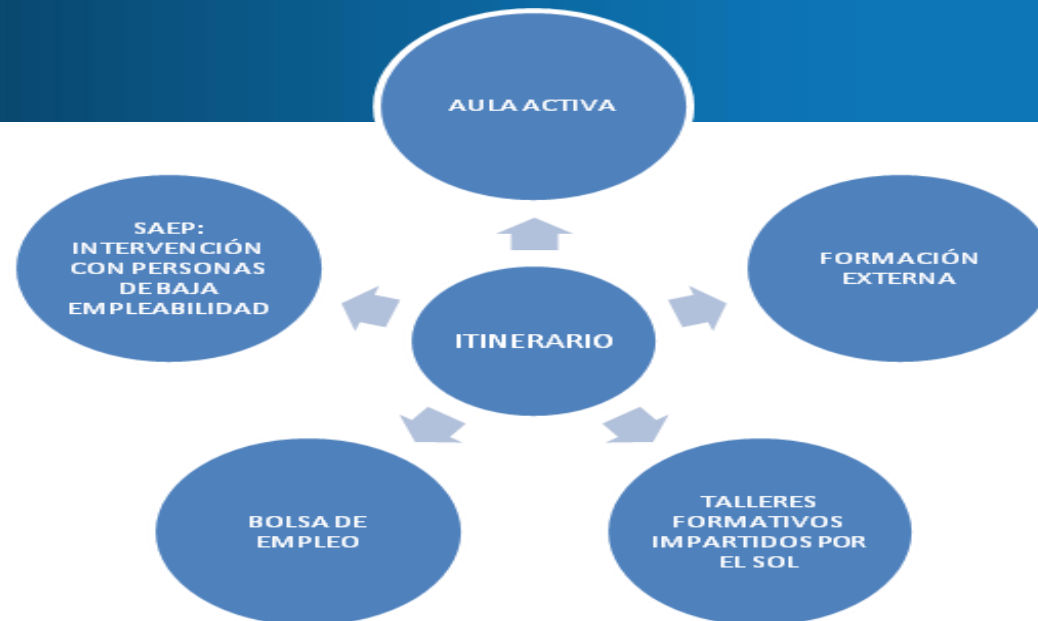 AULA ACTIVA
SAEP:
INTERVENCIÓN
CON PERSONAS
DE BAJA
EMPLEABILIDAD
FORMACIÓN
EXTERNA
ITINERARIO
BOLSA DE
EMPLEO
TALLERES
FORMATIVOS
IMPARTIDOS POR
EL SOL